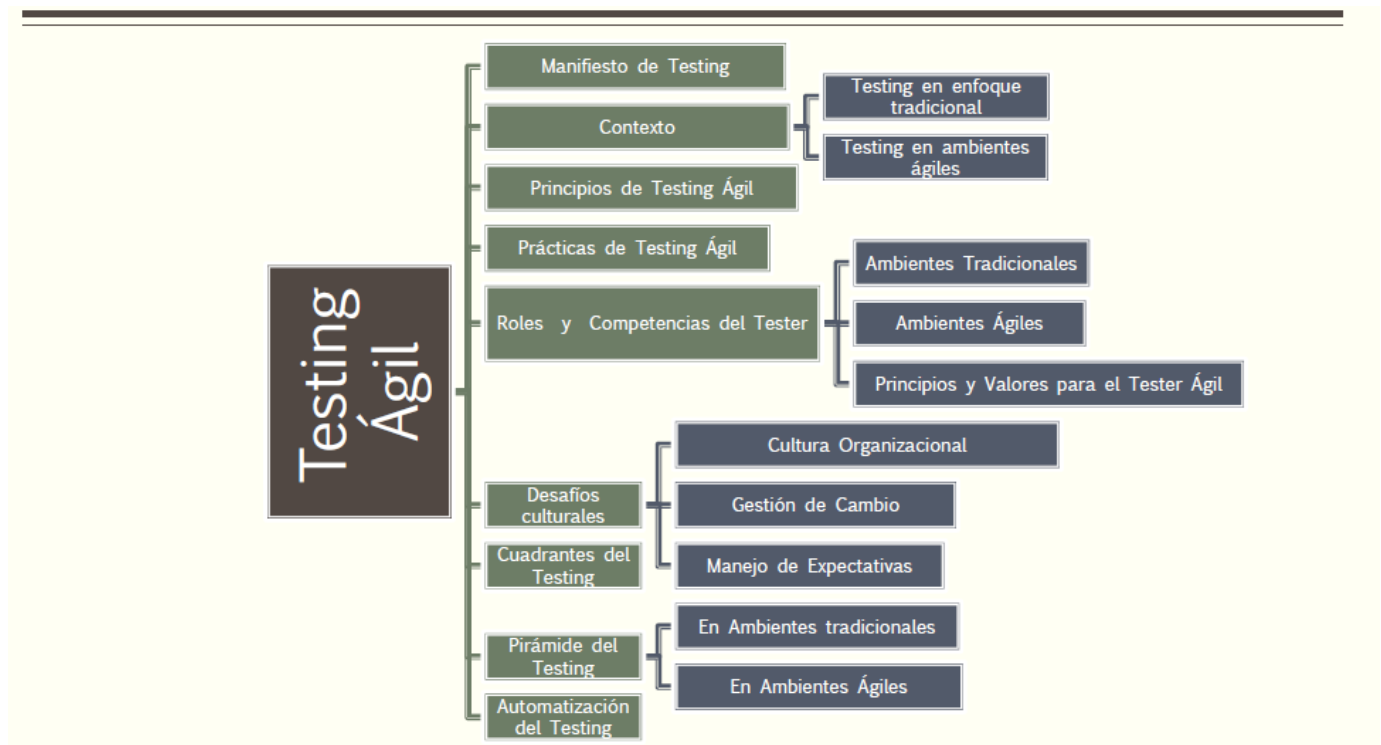 Testing
Ágil
Manifiesto de Testing
Contexto
Testing en enfoque
tradicional
Testing en ambientes
ágiles
Principios de Testing Ágil
Prácticas de Testing Ágil
Roles y Competencias del Tester
Ambientes Tradicionales
Ambientes Ágiles
Principios y Valores para el Tester Ágil
Desafíos
culturales
Cultura Organizacional
Gestión de Cambio
Manejo de Expectativas
Cuadrantes del
Testing
Pirámide del
Testing
En Ambientes tradicionales
En Ambientes Ágiles
Automatización
del Testing